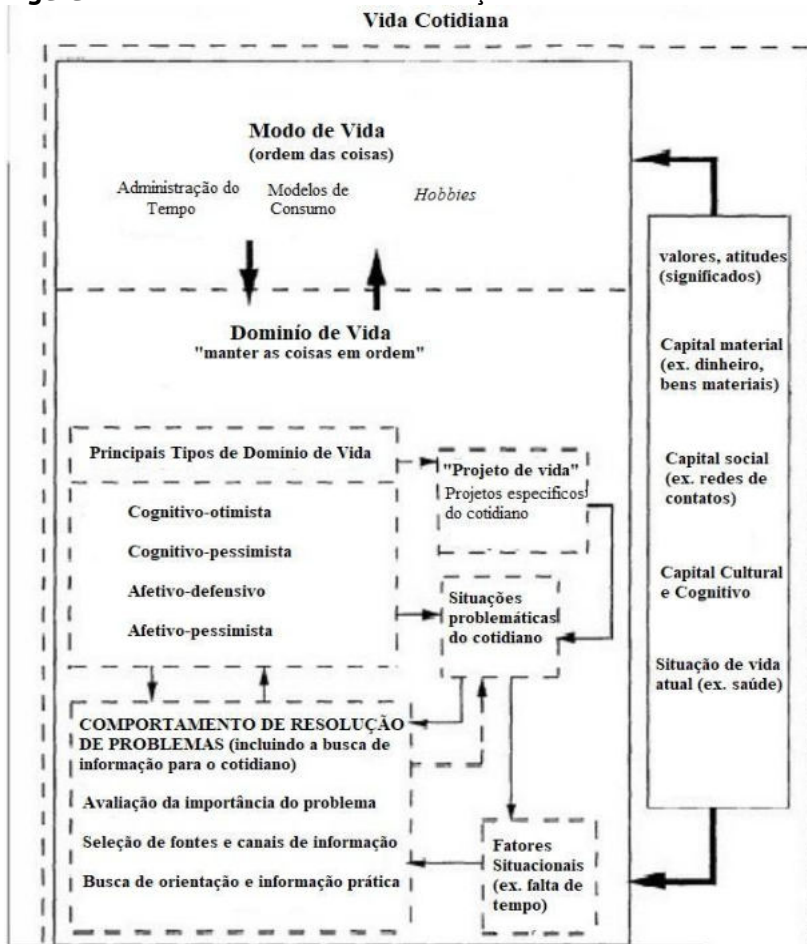 Vida Cotidiana
Modo de Vida
(ordem das coisas)
Administração do
Tempo
Modelos de
Consumo
Hobbies
Domínío de Vida
"manter as coisas em ordem"
Principais Tipos de Domínio de Vida
Cognitivo-otimista
Cognitivo-pessimista
Afetivo-defensivo
Afetivo-pessimista
"Projeto de vida"
Projetos especificos
do cotidiano
Situações
problemáticas
do cotidiano
COMPORTAMENTO DE RESOLUÇÃO
DE PROBLEMAS (incluindo a busca de
informação para o cotidiano)
Avaliação da importância do problema
Seleção de fontes e canais de informação
Busca de orientação e informação prática
Fatores
Situacionais
(ex. falta de
tempo)
valores, atitudes
(significados)
Capital material
(ex. dinheiro,
bens materiais)
Capital social
(ex. redes de
contatos)
Capital Cultural
e Cognitivo
Situação de vida
atual (ex. saúde)